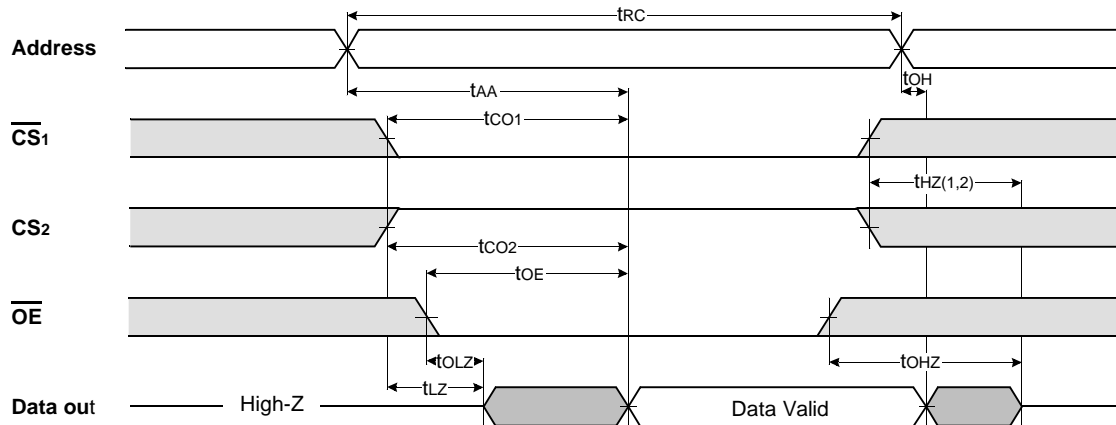 tRC
Address
tOH
tAA
tCO1
CS1
tHZ(1,2)
CS2
tCO2
tOE
OE
tOLZ
tOHZ
tLZ
Data out
High-Z
Data Valid